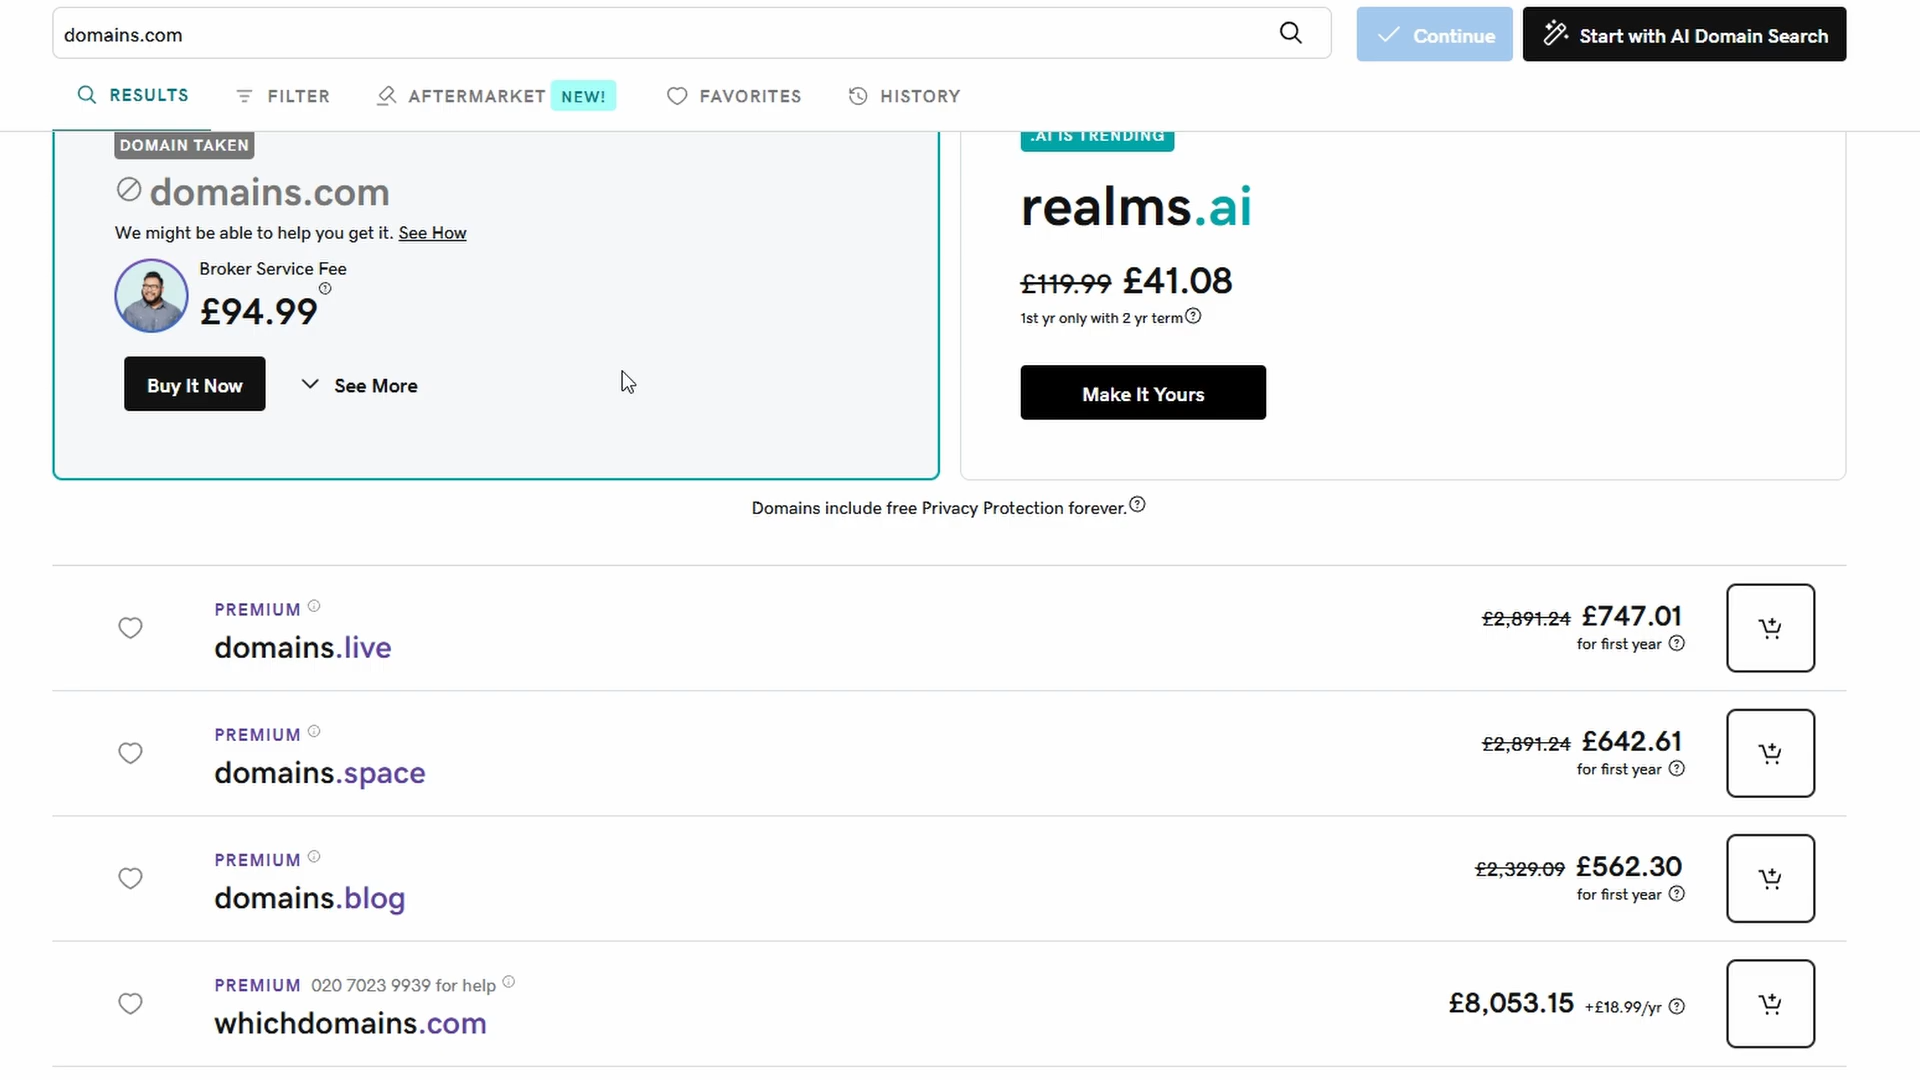 domains.com
Continue
Start with AI Domain Search
RESULTS
FILTER
AFTERMARKET NEW!
FAVORITES
HISTORY
DOMAIN TAKEN
domains.com
We might be able to help you get it. See How
Broker Service Fee
£94.99
Buy It Now
See More
.AI IS TRENDING
realms.ai
£119.99 £41.08
1st yr only with 2 yr term
Make It Yours
Domains include free Privacy Protection forever.
PREMIUM
domains.live
£2,891.24 £747.01
for first year
PREMIUM
domains.space
£2,891.24 £642.61
for first year
PREMIUM
domains.blog
£2,329.09 £562.30
for first year
PREMIUM 020 7023 9939 for help
whichdomains.com
£8,053.15 +£18.99/yr